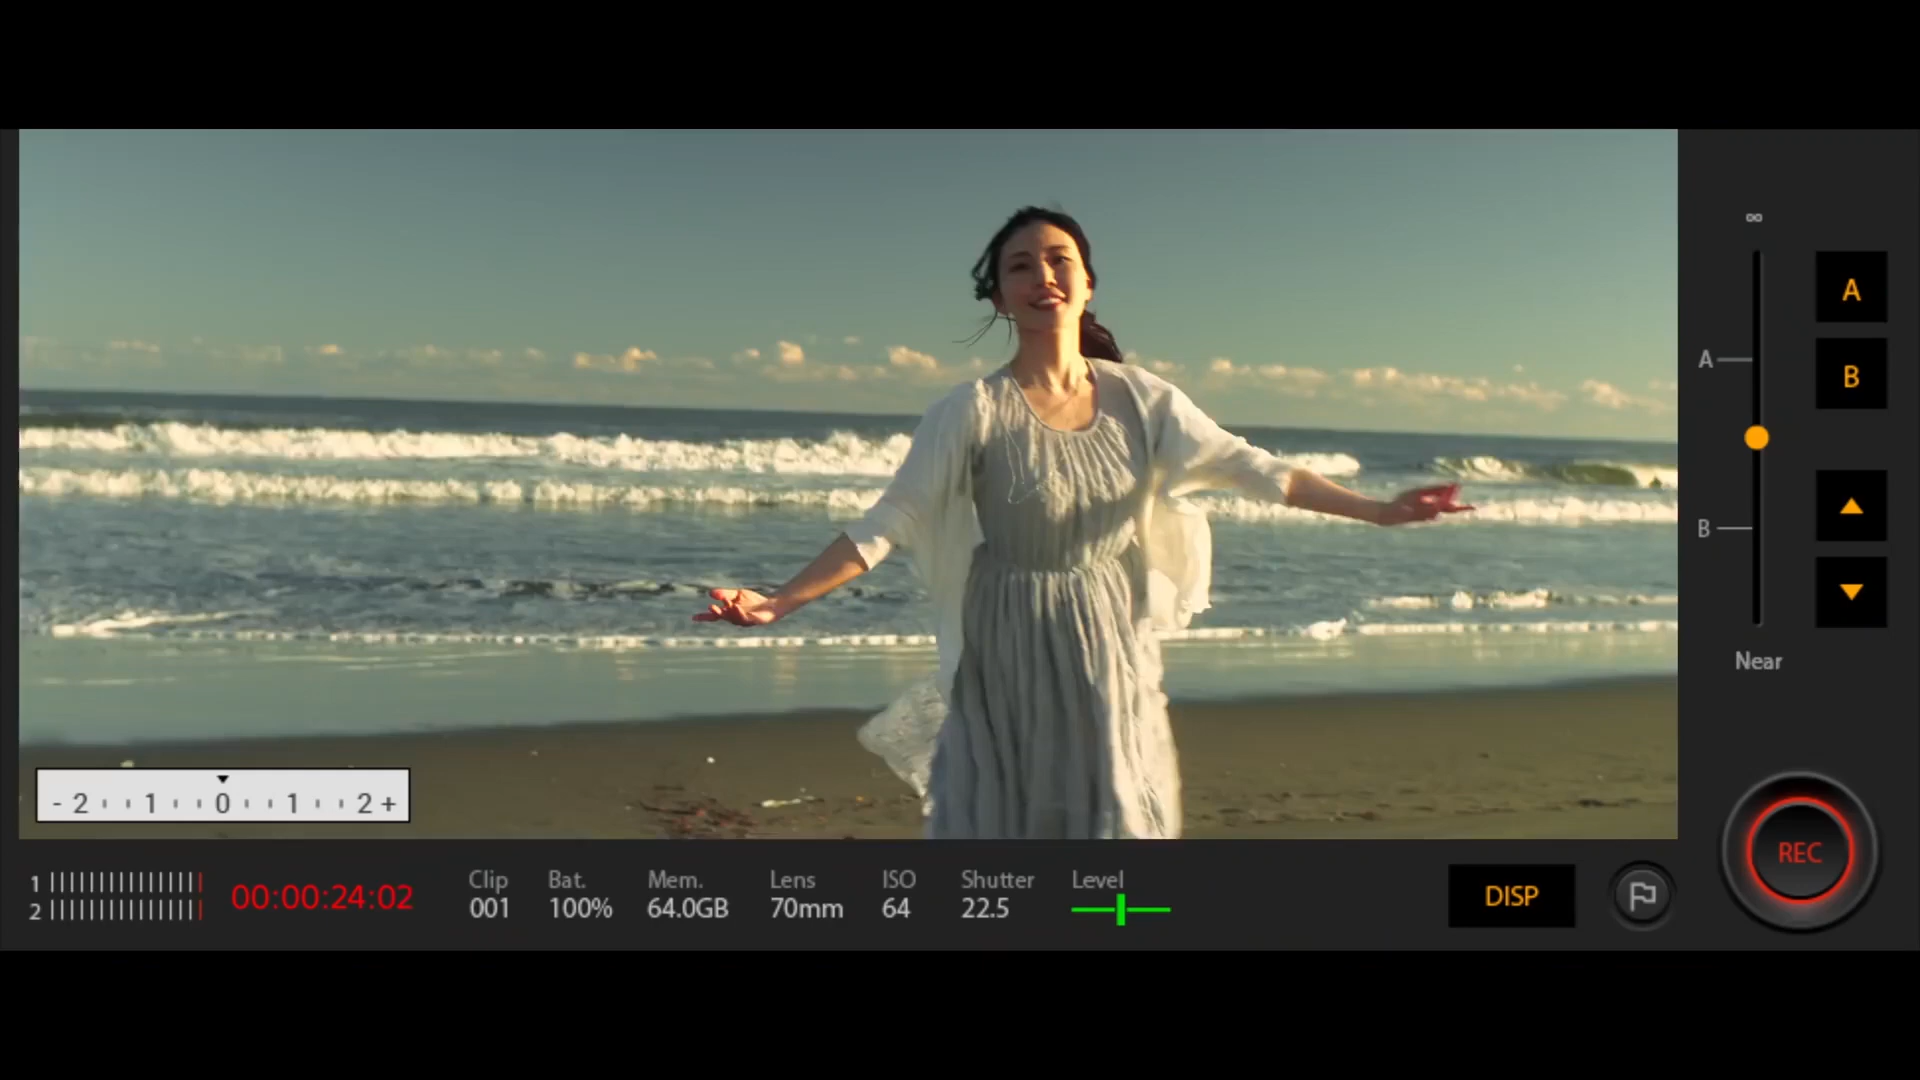 ∞
A
B
A
B
Near
- 2 1 0 1 2 +
1
2
00:00:24:02
Clip
001
Bat.
100%
Mem.
64.0GB
Lens
70mm
ISO
64
Shutter
22.5
Level
DISP
REC